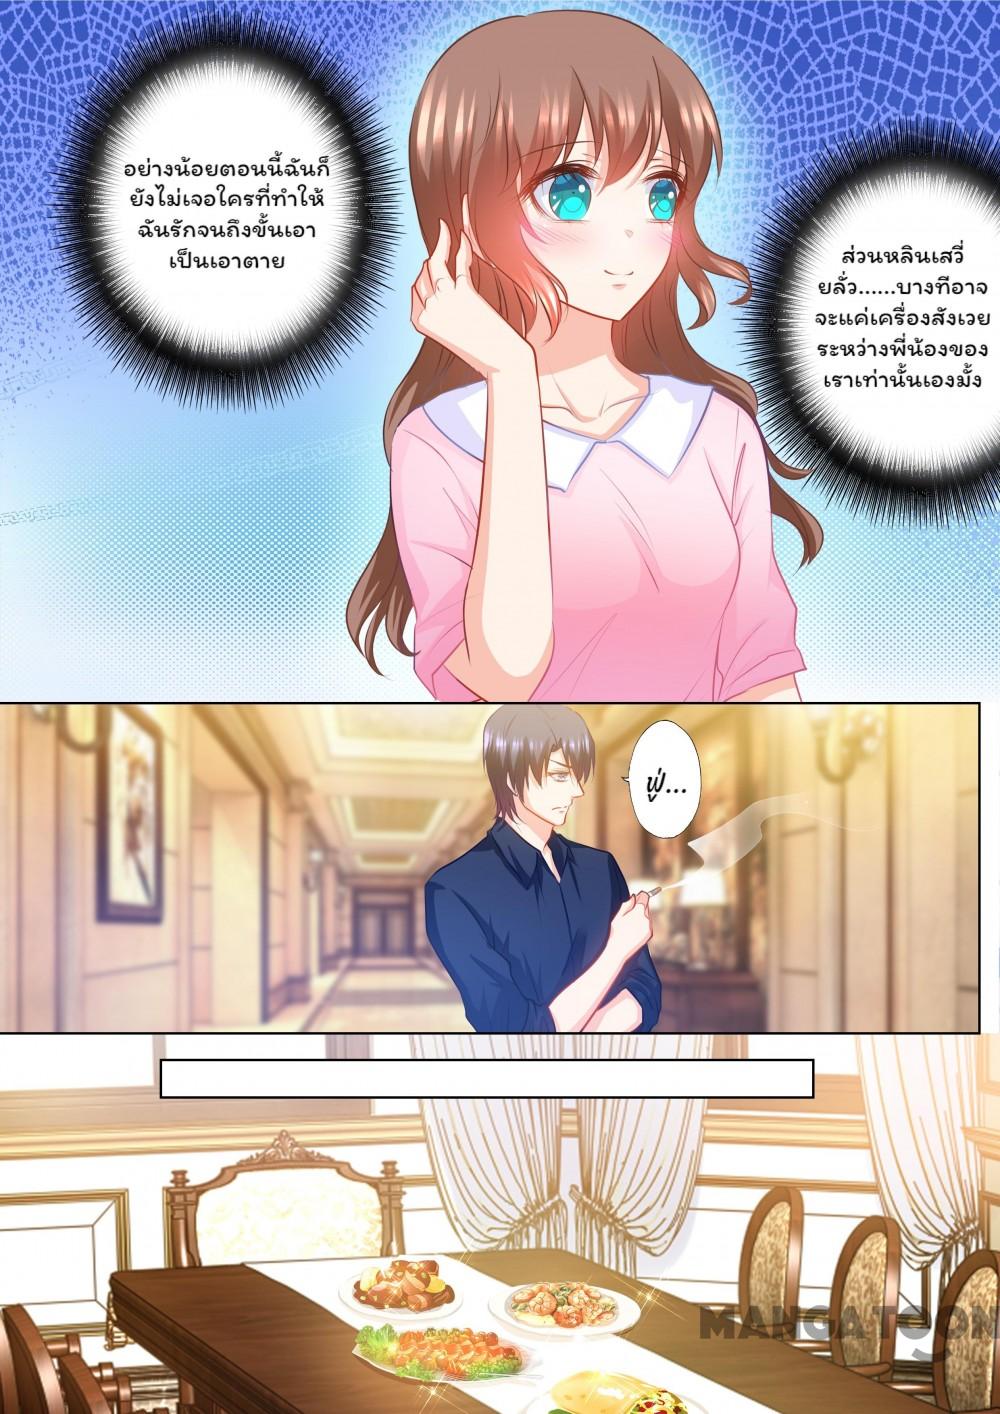 อย่างน้อยตอนนี้ฉันก็
ยังไม่เจอใครที่ทำให้
ฉันรักจนถึงขั้นเอา
เป็นเอาตาย
ส่วนหลินเสวี่
ยลั่ว......บางทีอาจ
จะแค่เครื่องสังเวย
ระหว่างพี่น้องของ
เราเท่านั้นเองมั้ง
ฟู่...
MANGATOON